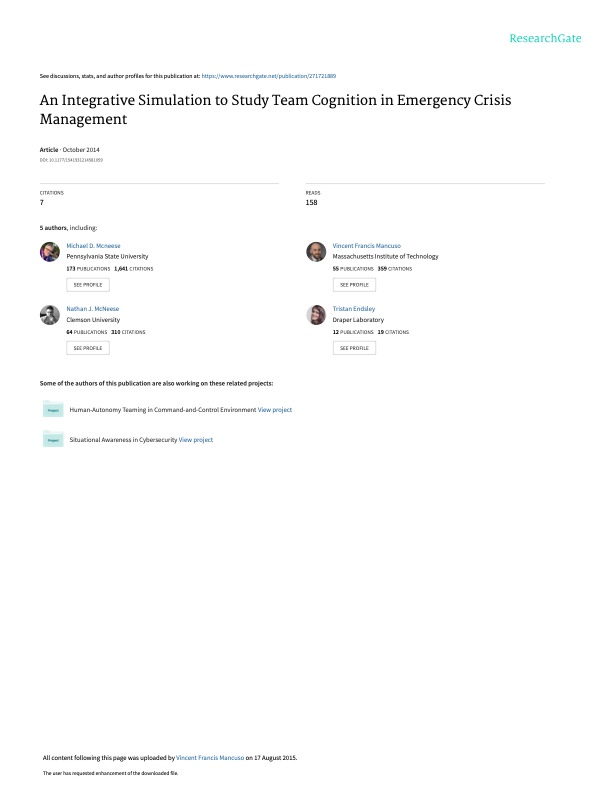 ResearchGate
See discussions, stats, and author profiles for this publication at: https://www.researchgate.net/publication/271721889
An Integrative Simulation to Study Team Cognition in Emergency Crisis
Management
Article · October 2014
CITATIONS
7
READS
158
5 authors, including:
Michael D. Mcneese
Pennsylvania State University
173 PUBLICATIONS 1,641 CITATIONS
SEE PROFILE
Vincent Francis Mancuso
Massachusetts Institute of Technology
55 PUBLICATIONS 359 CITATIONS
SEE PROFILE
Nathan J. McNeese
Clemson University
64 PUBLICATIONS 310 CITATIONS
SEE PROFILE
Tristan Endsley
Draper Laboratory
12 PUBLICATIONS 19 CITATIONS
SEE PROFILE
Some of the authors of this publication are also working on these related projects:
Project
Human-Autonomy Teaming in Command-and-Control Environment View project
Project
Situational Awareness in Cybersecurity View project
All content following this page was uploaded by Vincent Francis Mancuso on 17 August 2015.
The user has requested enhancement of the downloaded file.